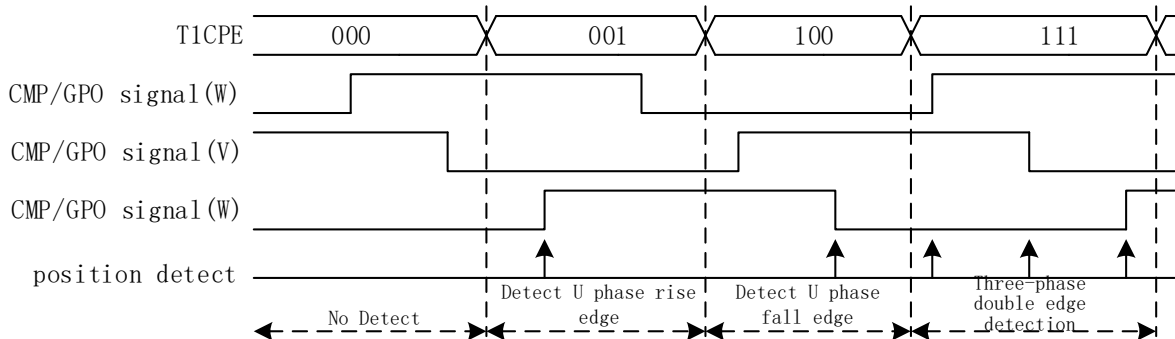 T1CPE 000 001 100 111
CMP/GPO signal(W)
CMP/GPO signal(V)
CMP/GPO signal(W)
position detect
No Detect
Detect U phase rise
edge
Detect U phase
fall edge
Three-phase
double edge
detection